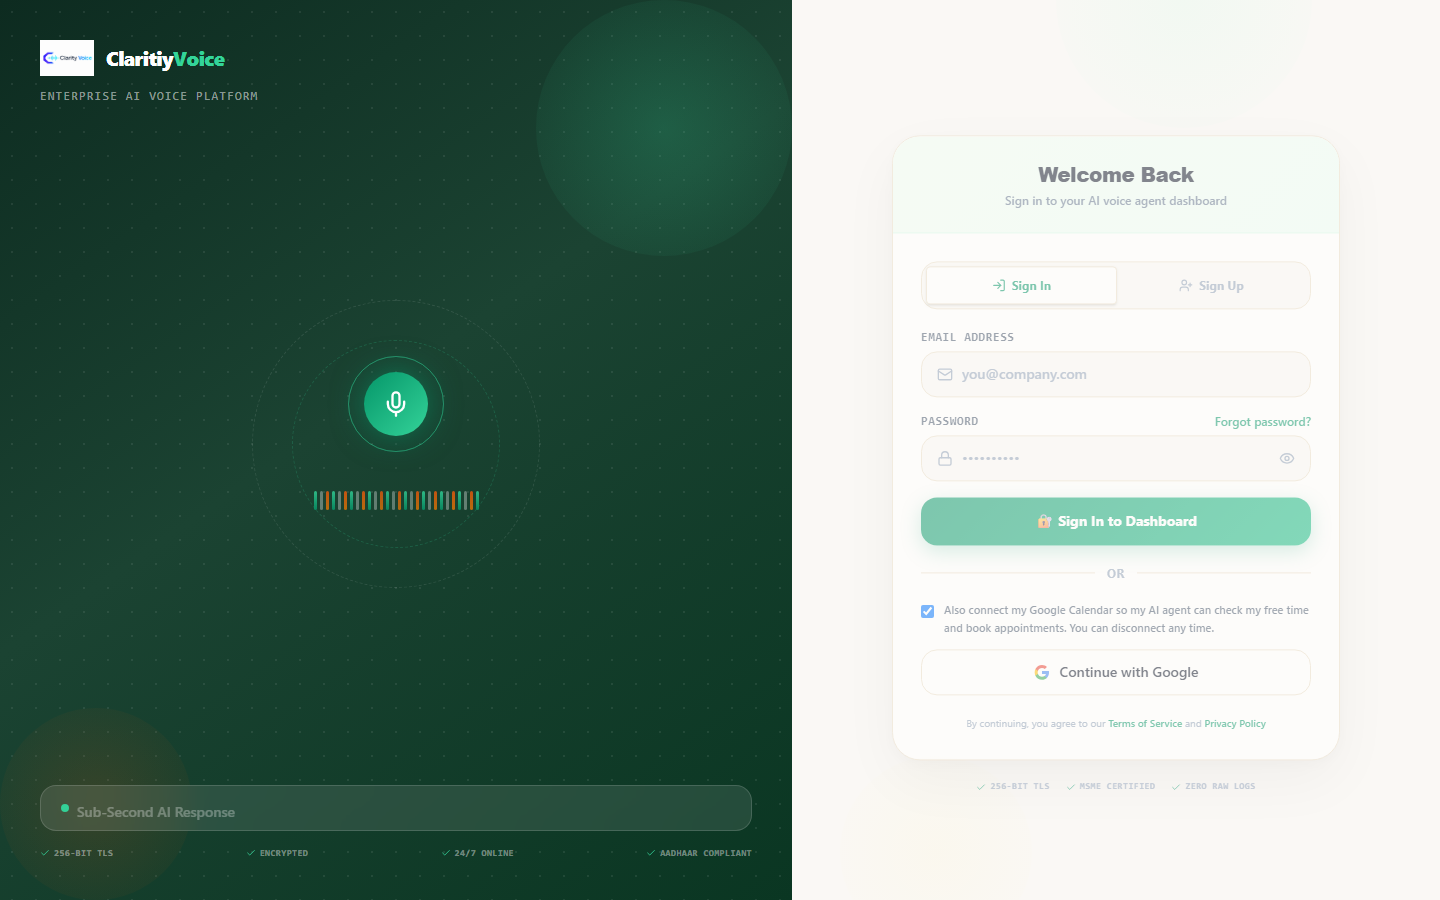 Clarity Voice
ClaritiyVoice
ENTERPRISE AI VOICE PLATFORM
Sub-Second AI Response
256-BIT TLS
ENCRYPTED
24/7 ONLINE
AADHAAR COMPLIANT
Welcome Back
Sign in to your AI voice agent dashboard
Sign In
Sign Up
EMAIL ADDRESS
you@company.com
PASSWORD
Forgot password?
••••••••••
Sign In to Dashboard
OR
Also connect my Google Calendar so my AI agent can check my free time
and book appointments. You can disconnect any time.
Continue with Google
By continuing, you agree to our Terms of Service and Privacy Policy
256-BIT TLS
MSME CERTIFIED
ZERO RAW LOGS